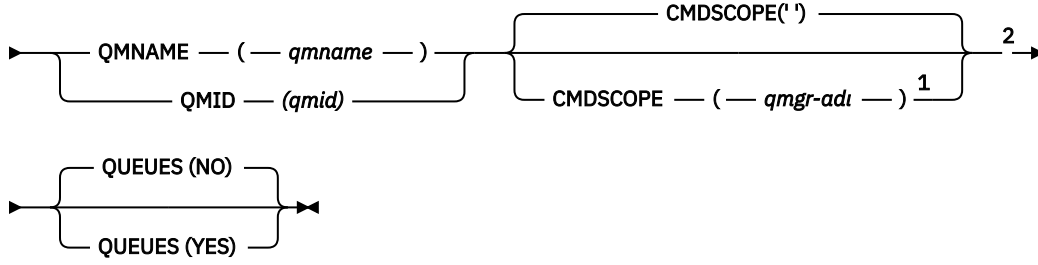 CMDSCOPE(' ')
QMNAME ( qmname ) 2
QMID (qmid) CMDSCOPE ( qmgr-adı ) 1
QUEUES (NO)
QUEUES (YES)